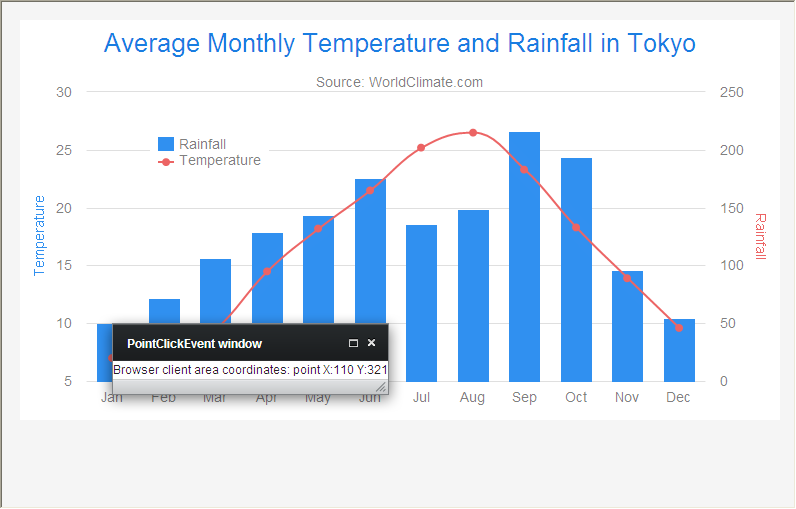 Average Monthly Temperature and Rainfall in Tokyo
Source: WorldClimate.com
30
25
20
15
10
5
Temperature
Rainfall
Temperature
250
200
150
100
50
0
Rainfall
PointClickEvent window
Browser client area coordinates: point X:110 Y:321
Jan Feb Mar Apr May Jun Jul Aug Sep Oct Nov Dec